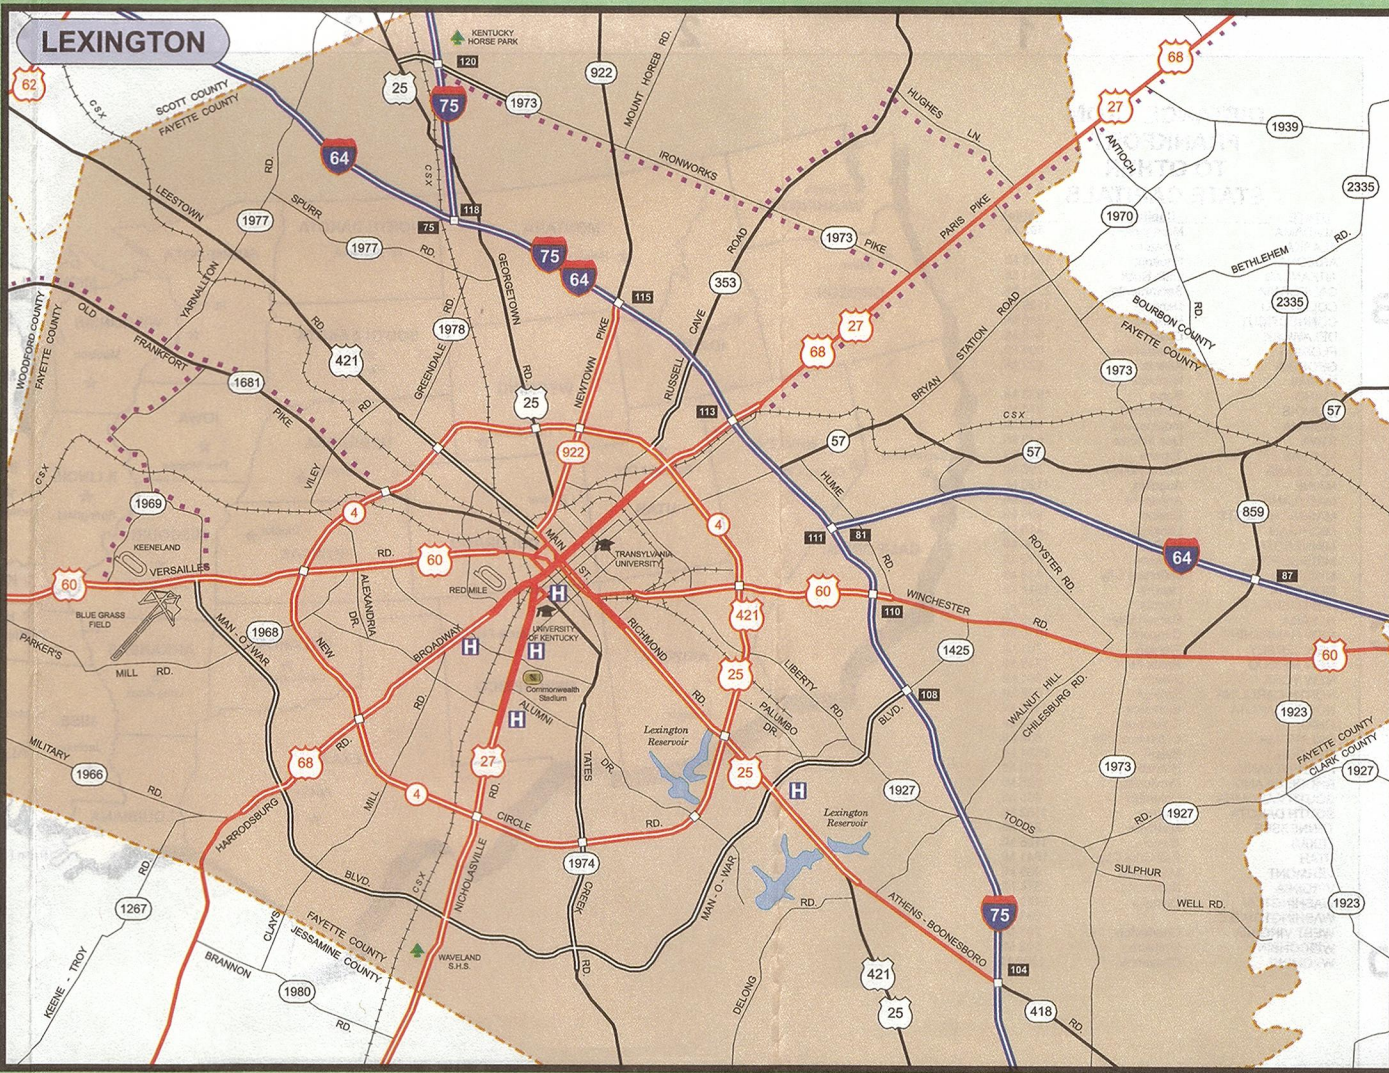 LEXINGTON
KENTUCKY
HORSE PARK
120
62
25
75
1973
922
MOUNT HOREB RD.
68
27
CSX
SCOTT COUNTY
FAYETTE COUNTY
HUGHES LN.
1939
ANTIOCH
RD.
64
CSX
IRONWORKS PIKE
1973
2335
LEESTOWN
RD.
RD.
1977
SPURR
RD.
1977
118
75
PARIS PIKE
1970
75
64
BETHLEHEM RD.
2335
353
BOURBON COUNTY
FAYETTE COUNTY
YARNALLTON
GEORGETOWN
RD.
115
RUSSELL CAVE ROAD
WOODFORD COUNTY
FAYETTE COUNTY
OLD FRANKFORT PIKE
1978
GREENDALE RD.
NEWTOWN PIKE
27
68
BRYAN STATION ROAD
421
1681
1973
25
113
RD.
57
CSX
57
57
922
VILEY
CSX
HUME
RD.
1969
4
4
859
MAIN ST.
111
81
KEENELAND
TRANSYLVANIA
UNIVERSITY
64
ROYSTER RD.
VERSAILLES
RD.
60
60
RED MILE
H
60
WINCHESTER
RD.
110
87
BLUE GRASS
FIELD
ALEXANDRIA
DR.
UNIVERSITY
OF KENTUCKY
421
PARKER'S
MILL RD.
MAN-O-WAR
1968
NEW
BROADWAY
H
H
RICHMOND
RD.
1425
60
25
LIBERTY
RD.
WALNUT HILL
CHILESBURG RD.
Commonwealth
Stadium
108
BLVD.
H
ALUMNI
DR.
RD.
PALUMBO
DR.
1923
MILITARY
RD.
1966
Lexington
Reservoir
FAYETTE COUNTY
CLARK COUNTY
68
RD.
27
TATES
25
1973
1927
MILL
4
H
1927
1927
HARRODSBURG
CIRCLE
RD.
Lexington
Reservoir
TODDS
RD.
RD.
1974
SULPHUR
WELL RD.
BLVD.
CSX
NICHOLASVILLE
RD.
CREEK
RD.
MAN-O-WAR
RD.
1267
RD.
CLAYS
FAYETTE COUNTY
JESSAMINE COUNTY
ATHENS-BOONESBORO
75
1923
WAVELAND
S.H.S.
BRANNON
RD.
KEENE-TROY
1980
DELONG
421
25
104
418
RD.